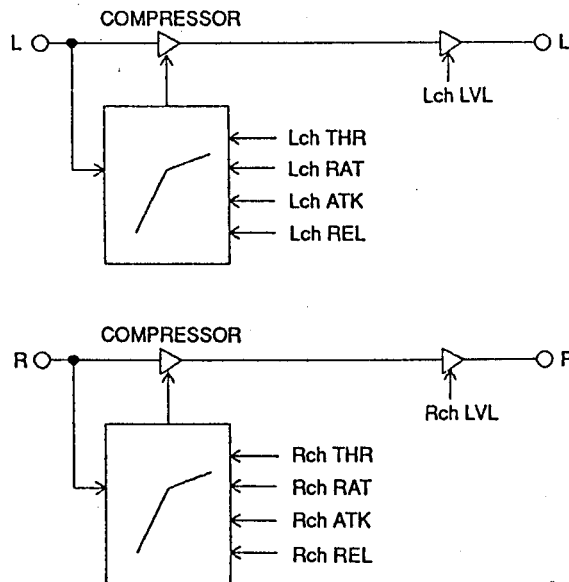 COMPRESSOR
L
L
Lch LVL
Lch THR
Lch RAT
Lch ATK
Lch REL
COMPRESSOR
R
Rch LVL
Rch THR
Rch RAT
Rch ATK
Rch REL